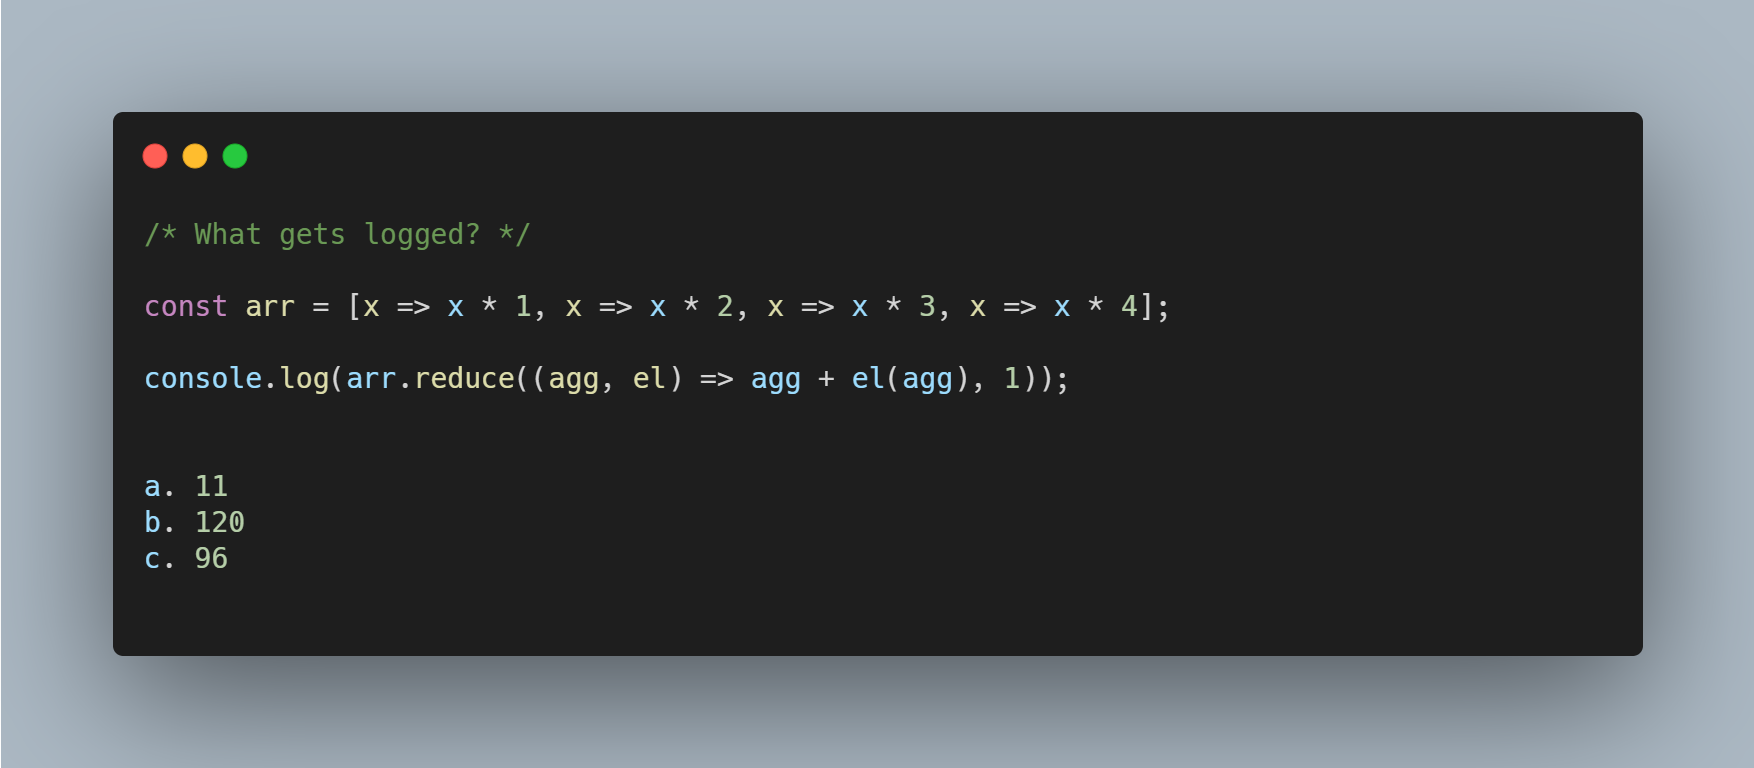 /* What gets logged? */
const arr = [x => x * 1, x => x * 2, x => x * 3, x => x * 4];
console.log(arr.reduce((agg, el) => agg + el(agg), 1));
a. 11
b. 120
c. 96